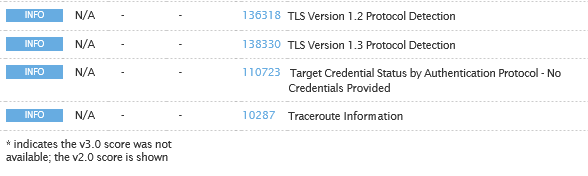 INFO N/A - - 136318 TLS Version 1.2 Protocol Detection
INFO N/A - - 138330 TLS Version 1.3 Protocol Detection
INFO N/A - - 110723 Target Credential Status by Authentication Protocol - No
Credentials Provided
INFO N/A - - 10287 Traceroute Information
* indicates the v3.0 score was not
available; the v2.0 score is shown